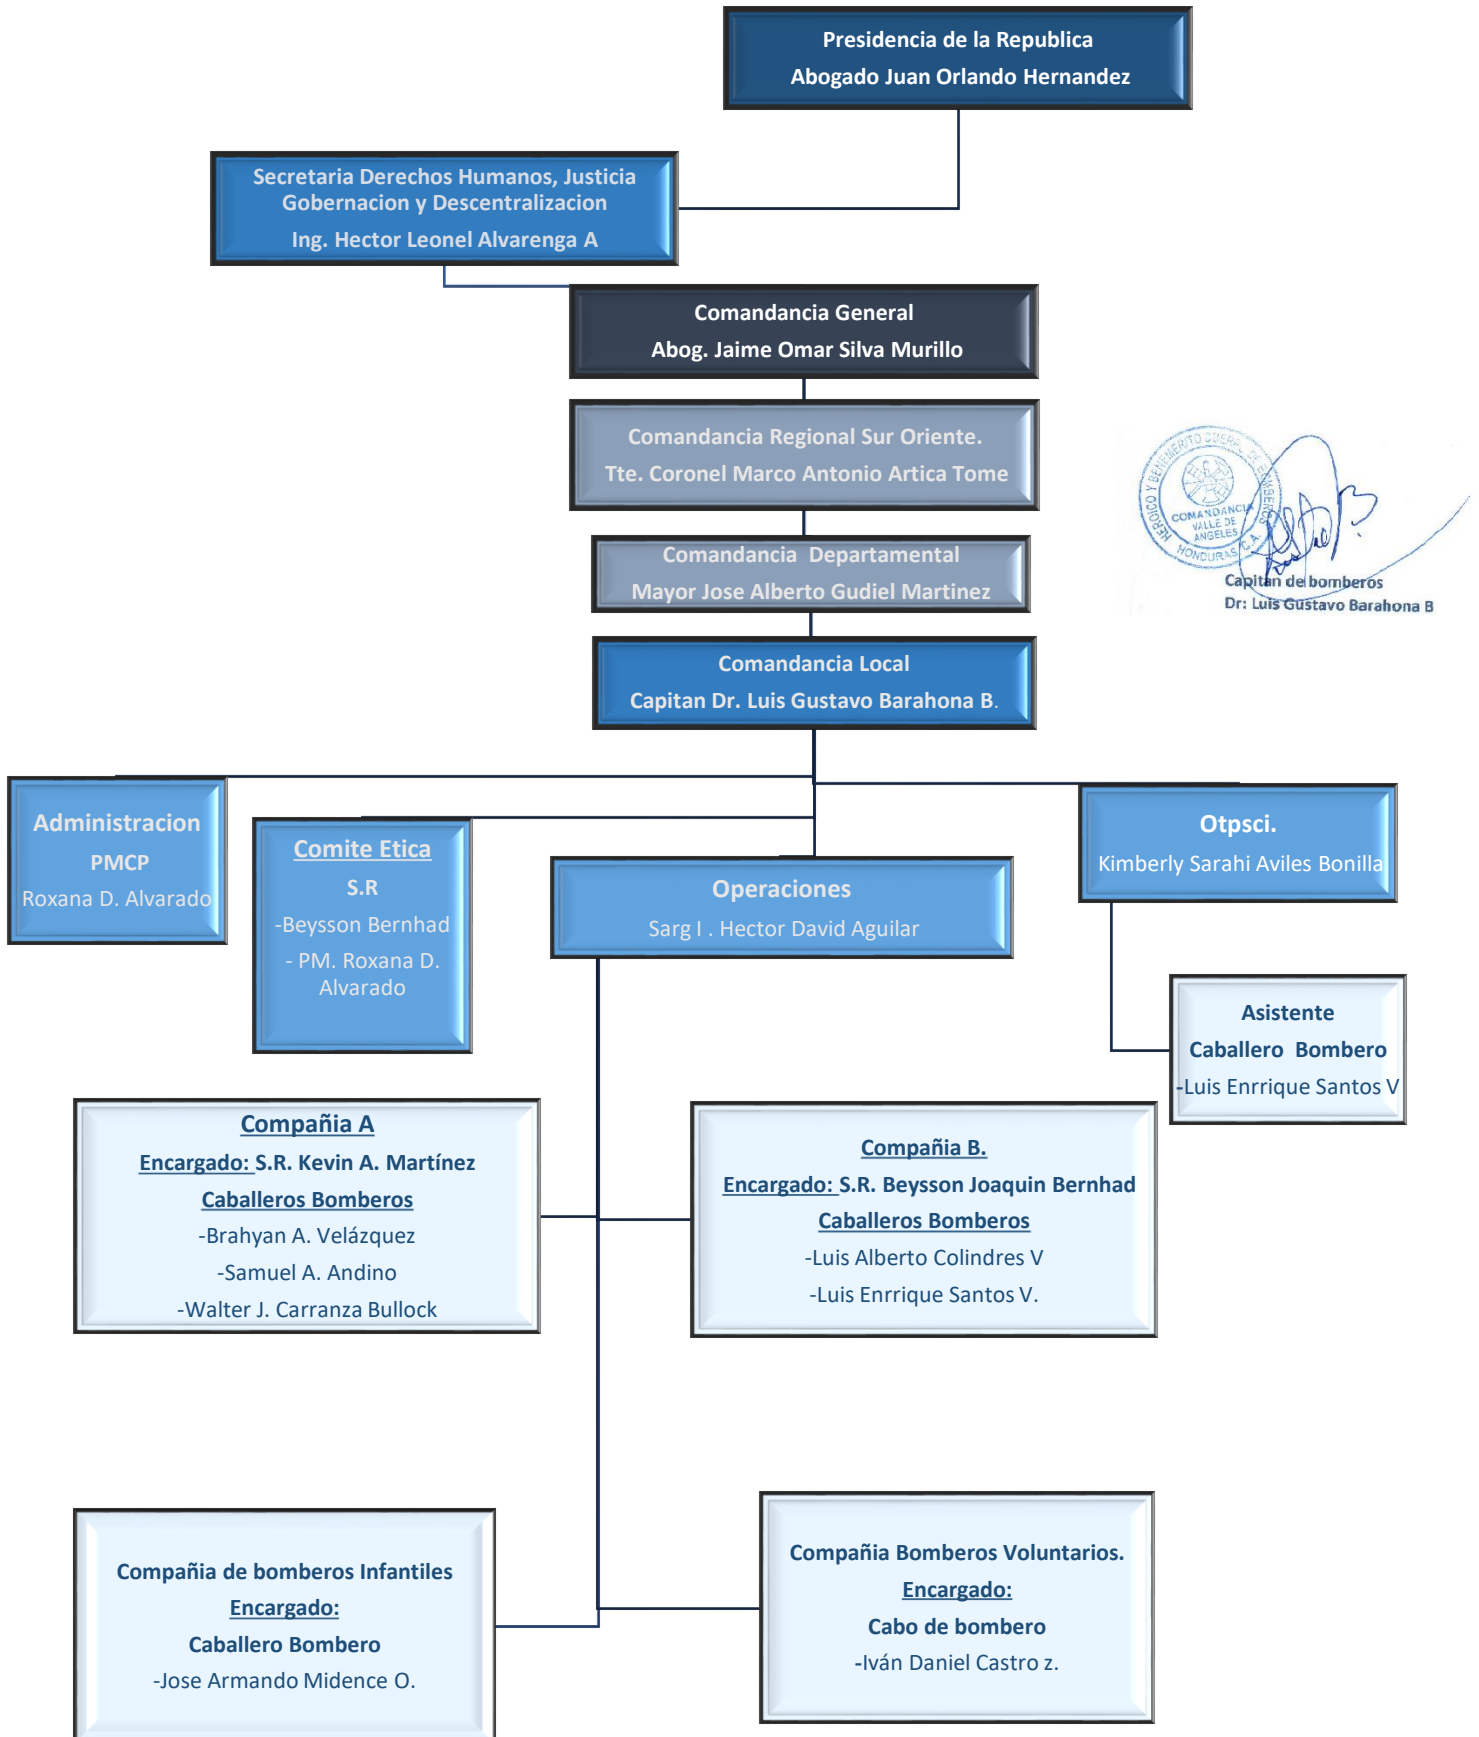 Presidencia de la Republica
Abogado Juan Orlando Hernandez
Secretaria Derechos Humanos, Justicia
Gobernacion y Descentralizacion
Ing. Hector Leonel Alvarenga A
Comandancia General
Abog. Jaime Omar Silva Murillo
Comandancia Regional Sur Oriente.
Tte. Coronel Marco Antonio Artica Tome
HEROICO Y BENEMERITO CUERPO DE BOMBEROS
COMANDANCIA
VALLE DE
ANGELES
HONDURAS C.A.
Capitan de bomberos
Dr: Luis Gustavo Barahona B
Comandancia Departamental
Mayor Jose Alberto Gudiel Martinez
Comandancia Local
Capitan Dr. Luis Gustavo Barahona B.
Administracion
PMCP
Roxana D. Alvarado
Comite Etica
S.R
-Beysson Bernhad
- PM. Roxana D.
Alvarado
Operaciones
Sarg I . Hector David Aguilar
Otpsci.
Kimberly Sarahi Aviles Bonilla
Asistente
Caballero Bombero
-Luis Enrrique Santos V
Compañia A
Encargado: S.R. Kevin A. Martínez
Caballeros Bomberos
-Brahyan A. Velázquez
-Samuel A. Andino
-Walter J. Carranza Bullock
Compañia B.
Encargado: S.R. Beysson Joaquin Bernhad
Caballeros Bomberos
-Luis Alberto Colindres V
-Luis Enrrique Santos V.
Compañia de bomberos Infantiles
Encargado:
Caballero Bombero
-Jose Armando Midence O.
Compañia Bomberos Voluntarios.
Encargado:
Cabo de bombero
-Iván Daniel Castro z.